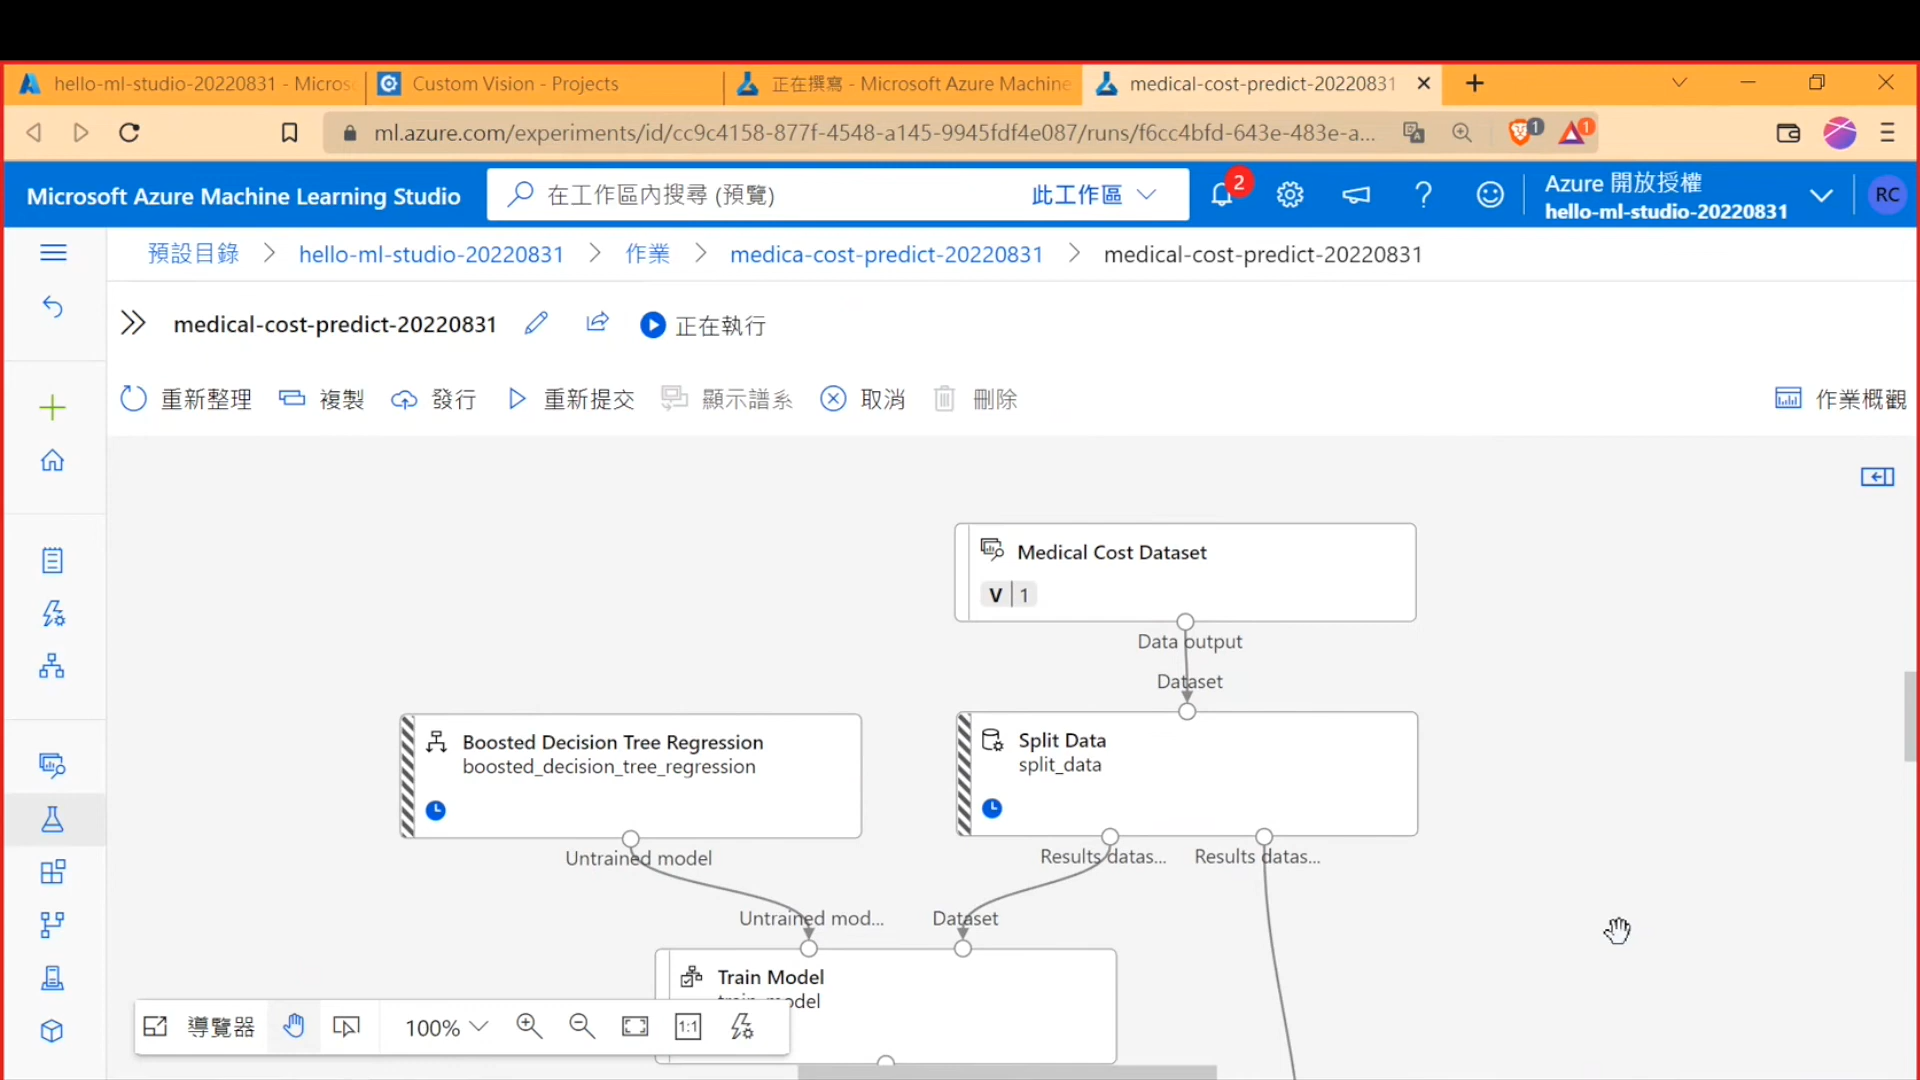 hello-ml-studio-20220831 - Micros
Custom Vision - Projects
正在撰寫 - Microsoft Azure Machine
medical-cost-predict-20220831
ml.azure.com/experiments/id/cc9c4158-877f-4548-a145-9945fdf4e087/runs/f6cc4bfd-643e-483e-a...
1
1
Microsoft Azure Machine Learning Studio
在工作區內搜尋 (預覽)
此工作區
2
Azure 開放授權
hello-ml-studio-20220831
RC
預設目錄
hello-ml-studio-20220831
作業
medica-cost-predict-20220831
medical-cost-predict-20220831
medical-cost-predict-20220831
正在執行
重新整理
複製
發行
重新提交
顯示譜系
取消
刪除
作業概觀
Medical Cost Dataset
V 1
Data output
Dataset
Boosted Decision Tree Regression
boosted_decision_tree_regression
Split Data
split_data
Untrained model
Results datas...
Results datas...
Untrained mod...
Dataset
Train Model
train_model
導覽器
100%
1:1